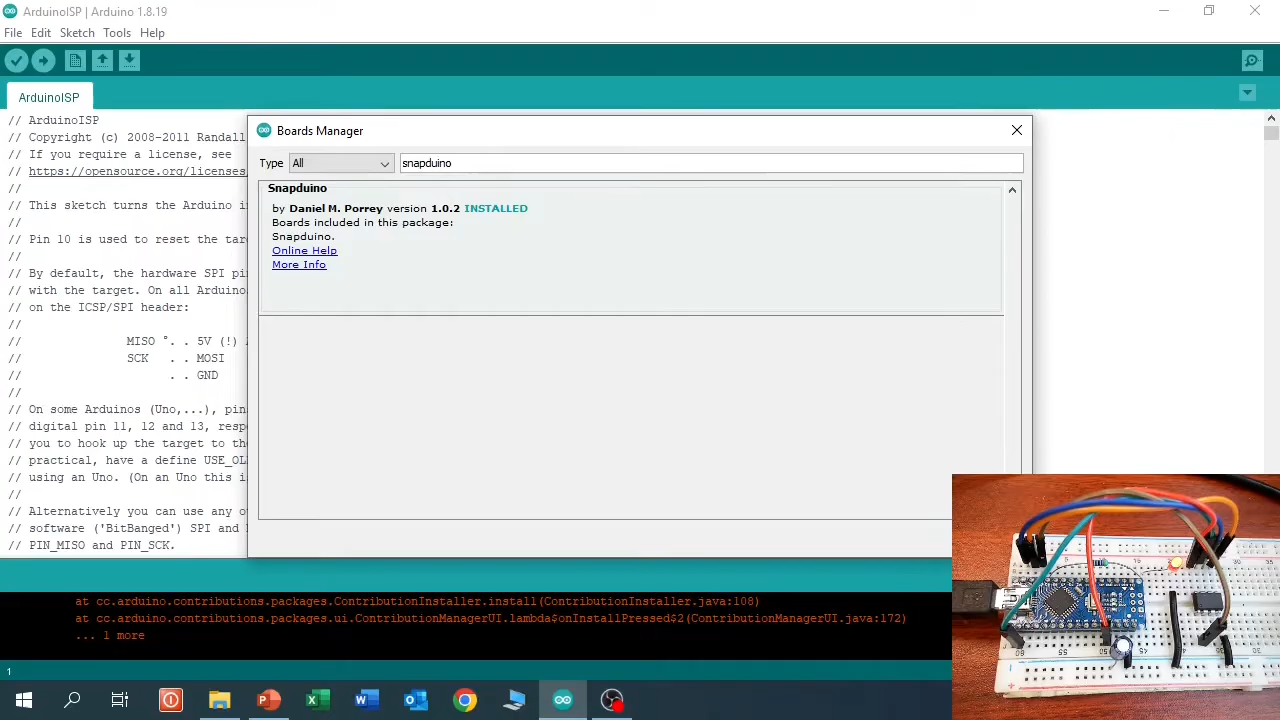 ArduinoISP | Arduino 1.8.19
File Edit Sketch Tools Help
ArduinoISP
// ArduinoISP
// Copyright (c) 2008-2011 Randall
// If you require a license, see
// https://opensource.org/licenses
//
// This sketch turns the Arduino i
//
// Pin 10 is used to reset the tar
//
// By default, the hardware SPI pi
// with the target. On all Arduino
// on the ICSP/SPI header:
//
// MISO °. . 5V (!)
// SCK . . MOSI
// . . GND
//
// On some Arduinos (Uno,...), pin
// digital pin 11, 12 and 13, resp
// you to hook up the target to the
// practical, have a define USE_OL
// using an Uno. (On an Uno this i
//
// Alternatively you can use any o
// software ('BitBanged') SPI and
// PIN_MISO and PIN_SCK.
Boards Manager
Type All snapduino
Snapduino
by Daniel M. Porrey version 1.0.2 INSTALLED
Boards included in this package:
Snapduino.
Online Help
More Info
at cc.arduino.contributions.packages.ContributionInstaller.install(ContributionInstaller.java:108)
at cc.arduino.contributions.packages.ui.ContributionManagerUI.lambda$onInstallPressed$2(ContributionManagerUI.java:172)
... 1 more
1